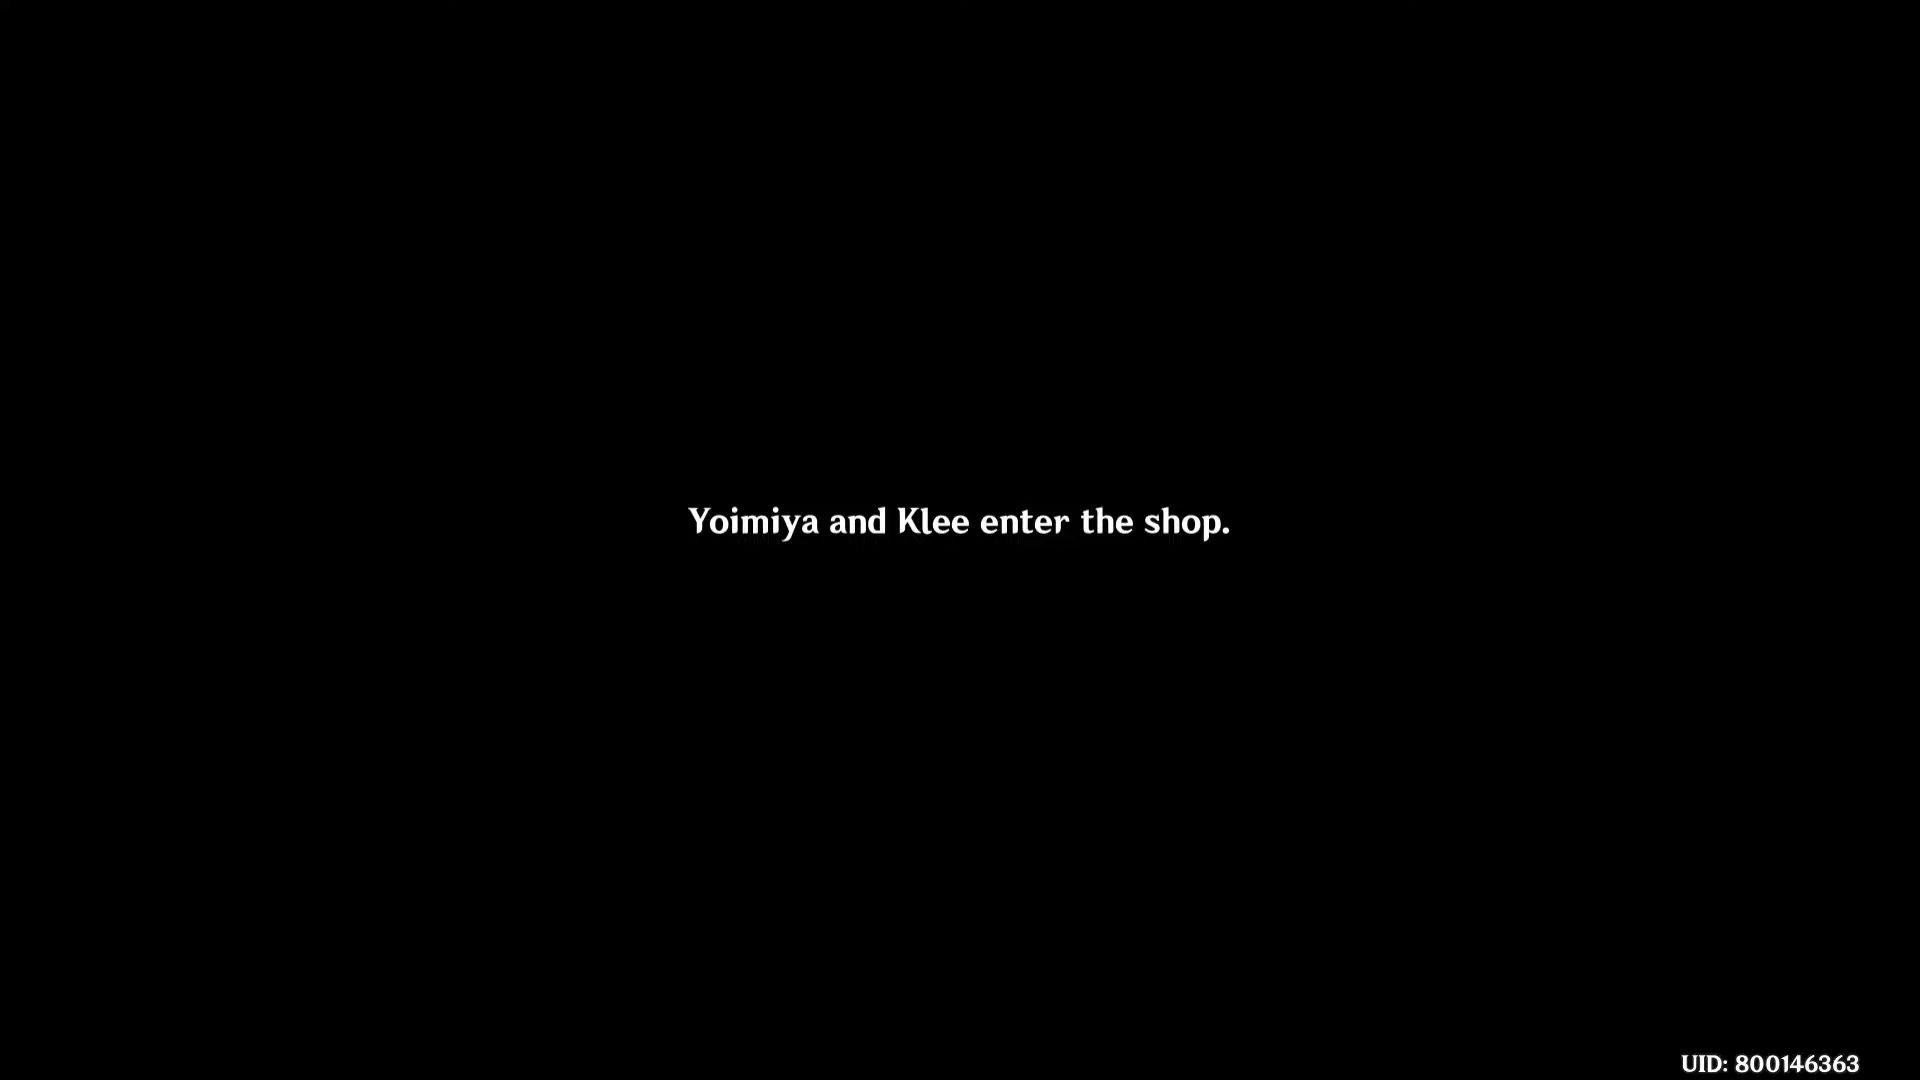 Yoimiya and Klee enter the shop.
UID: 800146363